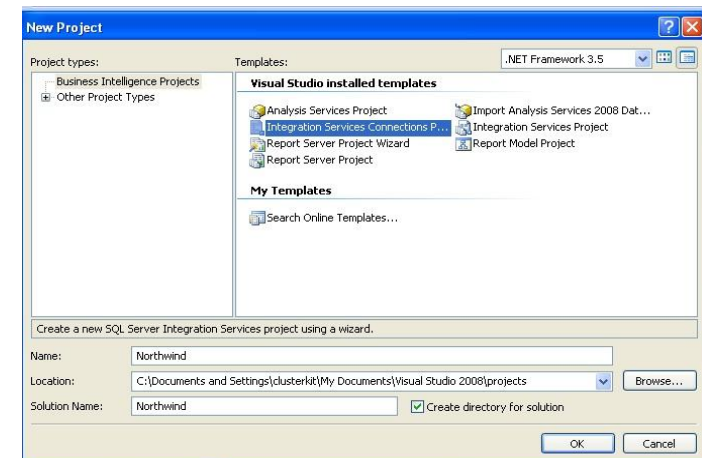 New Project
Project types:
Templates:
.NET Framework 3.5
Business Intelligence Projects
Other Project Types
Visual Studio installed templates
Analysis Services Project
Import Analysis Services 2008 Dat...
Integration Services Connections P...
Integration Services Project
Report Server Project Wizard
Report Model Project
Report Server Project
My Templates
Search Online Templates...
Create a new SQL Server Integration Services project using a wizard.
Name:
Northwind
Location:
C:\Documents and Settings\clusterkit\My Documents\Visual Studio 2008\projects
Browse...
Solution Name:
Northwind
Create directory for solution
OK
Cancel